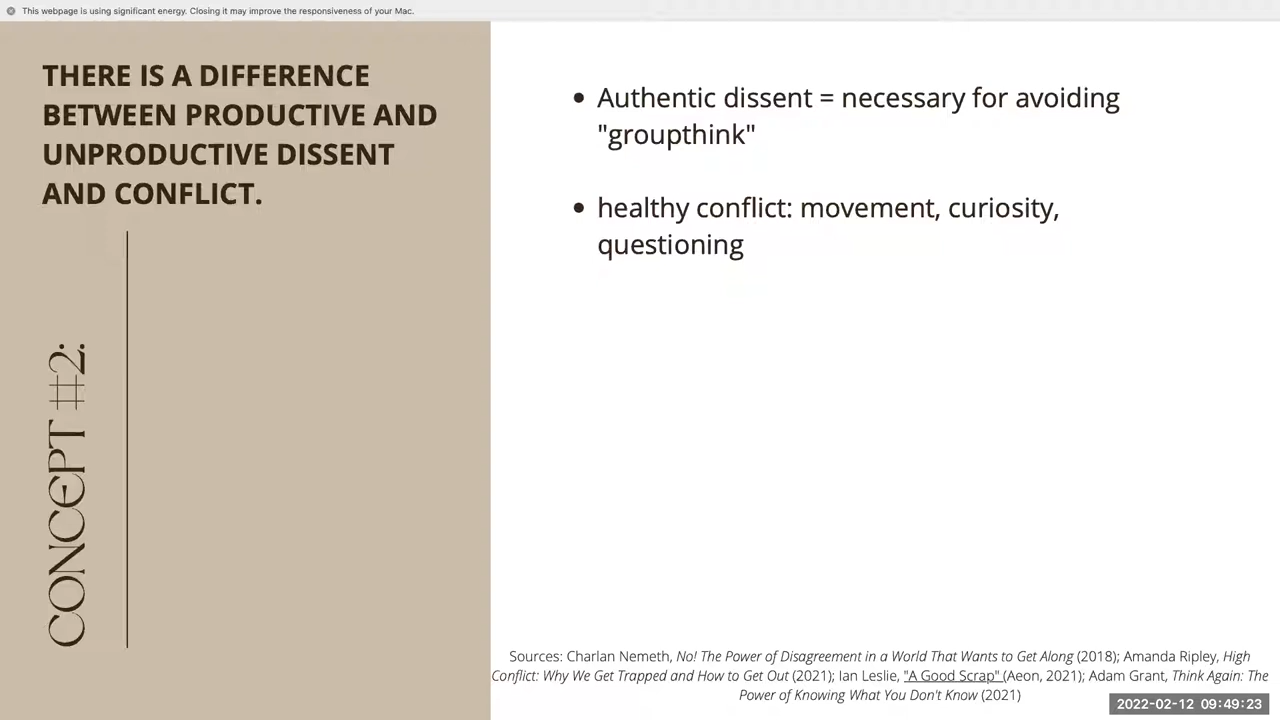 This webpage is using significant energy. Closing it may improve the responsiveness of your Mac.
THERE IS A DIFFERENCE
BETWEEN PRODUCTIVE AND
UNPRODUCTIVE DISSENT
AND CONFLICT.
CONCEPT #2:
• Authentic dissent = necessary for avoiding
"groupthink"
• healthy conflict: movement, curiosity,
questioning
Sources: Charlan Nemeth, No! The Power of Disagreement in a World That Wants to Get Along (2018); Amanda Ripley, High
Conflict: Why We Get Trapped and How to Get Out (2021); Ian Leslie, "A Good Scrap" (Aeon, 2021); Adam Grant, Think Again: The
Power of Knowing What You Don't Know (2021)
2022-02-12 09:49:23